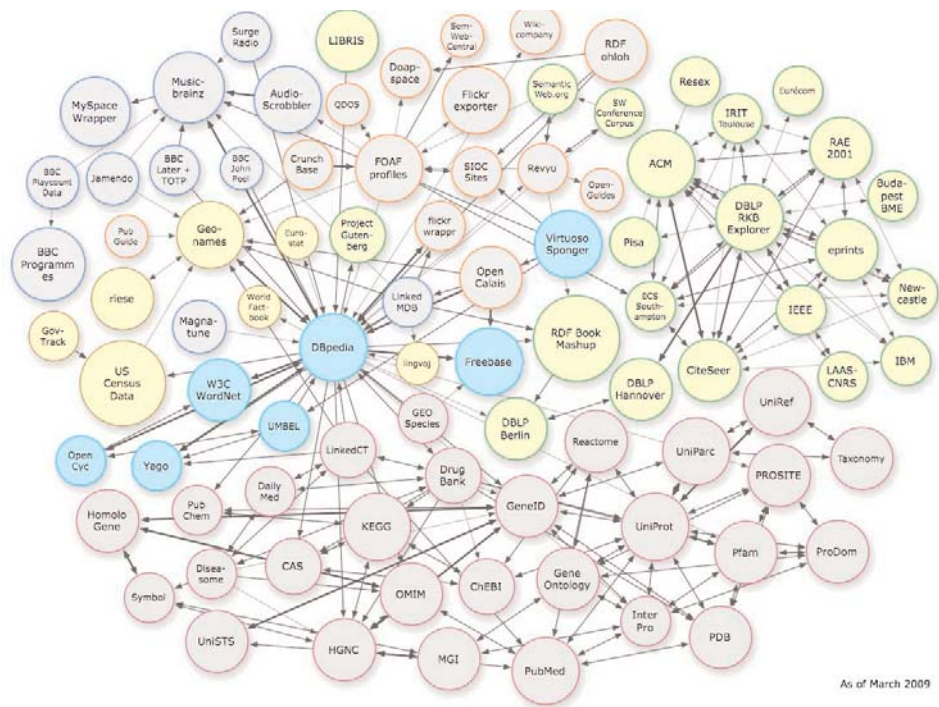 Surge
Radio
LIBRIS
Sem-
Web-
Central
Wiki-
company
RDF
ohloh
Music-
brainz
Audio-
Scrobbler
MySpace
Wrapper
QDOS
Doap-
space
Flickr
exporter
Semantic
Web.org
SW
Conference
Corpus
Resex
Eurécom
IRIT
Toulouse
RAE
2001
ACM
BBC
Playcount
Data
Jamendo
BBC
Later +
TOTP
BBC
John
Peel
Crunch
Base
FOAF
profiles
SIOC
Sites
Revyu
Open-
Guides
DBLP
RKB
Explorer
Buda-
pest
BME
Pub
Guide
Geo-
names
Euro-
stat
Project
Guten-
berg
flickr
wrappr
Virtuoso
Sponger
Pisa
eprints
BBC
Programm
es
riese
World
Fact-
book
Linked
MDB
Open
Calais
ECS
South-
ampton
IEEE
New-
castle
Gov-
Track
Magna-
tune
DBpedia
lingvoj
Freebase
RDF Book
Mashup
CiteSeer
LAAS-
CNRS
IBM
US
Census
Data
W3C
WordNet
DBLP
Hannover
UMBEL
GEO
Species
DBLP
Berlin
UniRef
Open
Cyc
Yago
LinkedCT
Reactome
UniParc
Taxonomy
Daily
Med
Drug
Bank
PROSITE
Homolo
Gene
Pub
Chem
KEGG
GeneID
UniProt
Pfam
ProDom
Disea-
some
CAS
ChEBI
Gene
Ontology
Symbol
OMIM
Inter
Pro
UniSTS
HGNC
MGI
PubMed
PDB
As of March 2009